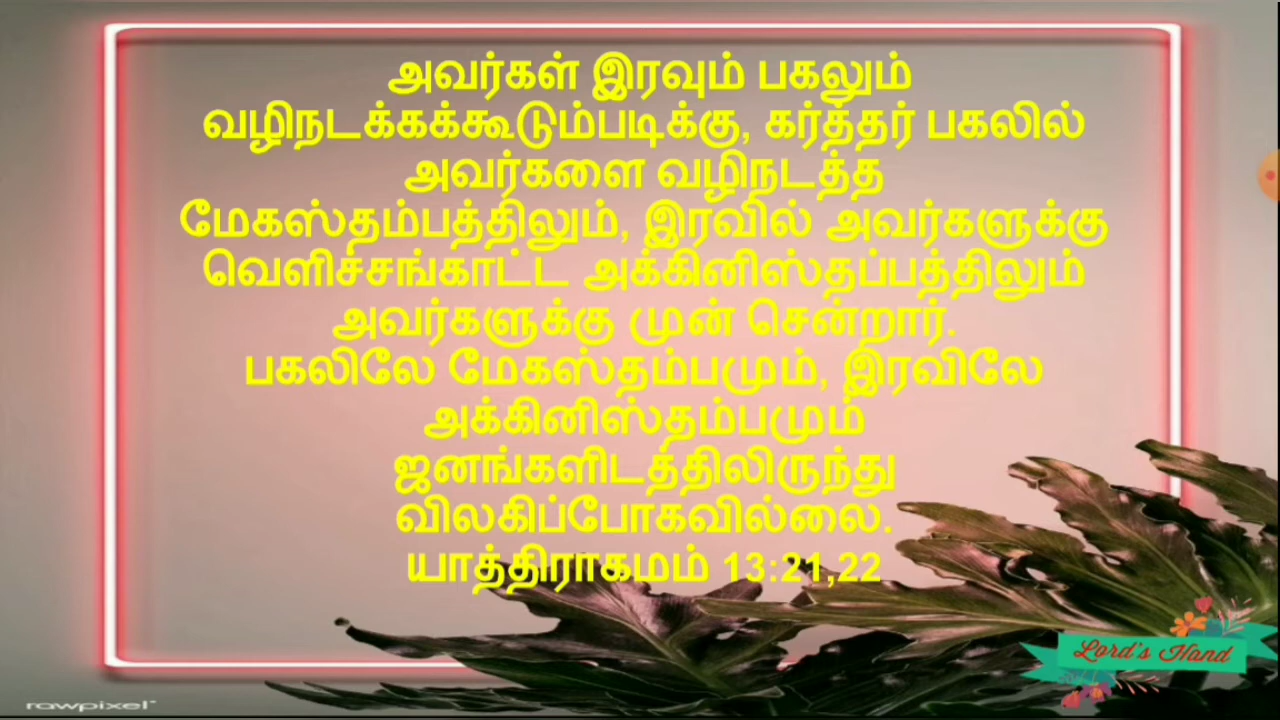 அவர்கள் இரவும் பகலும்
வழிநடக்கக்கூடும்படிக்கு, கர்த்தர் பகலில்
அவர்களை வழிநடத்த
மேகஸ்தம்பத்திலும், இரவில் அவர்களுக்கு
வெளிச்சங்காட்ட அக்கினிஸ்தப்பத்திலும்
அவர்களுக்கு முன் சென்றார்.
பகலிலே மேகஸ்தம்பமும், இரவிலே
அக்கினிஸ்தம்பமும்
ஜனங்களிடத்திலிருந்து
விலகிப்போகவில்லை.
யாத்திராகமம் 13:21,22
Lord's Hand
rawpixel